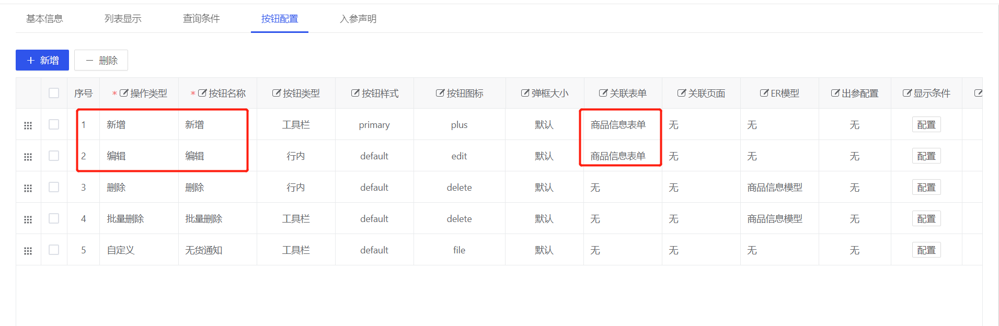 基本信息 列表显示 查询条件 按钮配置 入参声明
新增 删除
序号 * 操作类型 * 按钮名称 按钮类型 按钮样式 按钮图标 弹框大小 关联表单 关联页面 ER模型 出参配置 显示条件
1 新增 新增 工具栏 primary plus 默认 商品信息表单 无 无 无 配置
2 编辑 编辑 行内 default edit 默认 商品信息表单 无 无 无 配置
3 删除 删除 行内 default delete 默认 无 无 商品信息模型 无 配置
4 批量删除 批量删除 工具栏 default delete 默认 无 无 商品信息模型 无 配置
5 自定义 无货通知 工具栏 default file 默认 无 无 无 无 配置